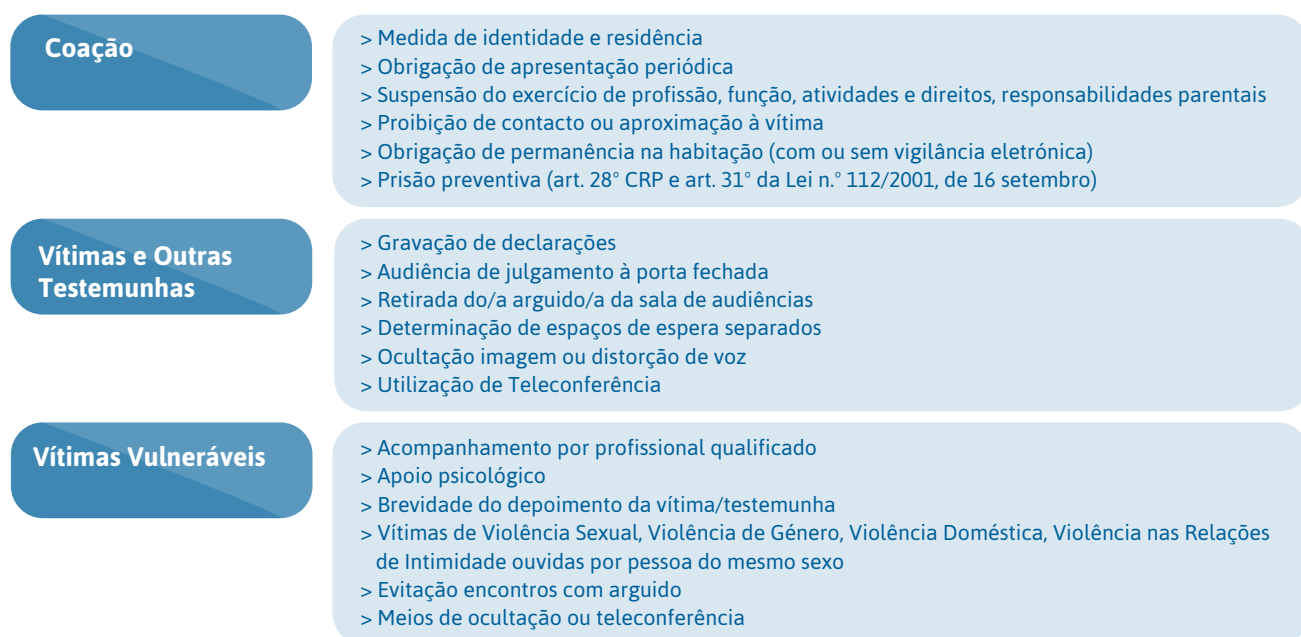 Coação
> Medida de identidade e residência
> Obrigação de apresentação periódica
> Suspensão do exercício de profissão, função, atividades e direitos, responsabilidades parentais
> Proibição de contacto ou aproximação à vítima
> Obrigação de permanência na habitação (com ou sem vigilância eletrónica)
> Prisão preventiva (art. 28º CRP e art. 31º da Lei n.º 112/2001, de 16 setembro)
Vítimas e Outras
Testemunhas
> Gravação de declarações
> Audiência de julgamento à porta fechada
> Retirada do/a arguido/a da sala de audiências
> Determinação de espaços de espera separados
> Ocultação imagem ou distorção de voz
> Utilização de Teleconferência
Vítimas Vulneráveis
> Acompanhamento por profissional qualificado
> Apoio psicológico
> Brevidade do depoimento da vítima/testemunha
> Vítimas de Violência Sexual, Violência de Género, Violência Doméstica, Violência nas Relações
de Intimidade ouvidas por pessoa do mesmo sexo
> Evitação encontros com arguido
> Meios de ocultação ou teleconferência